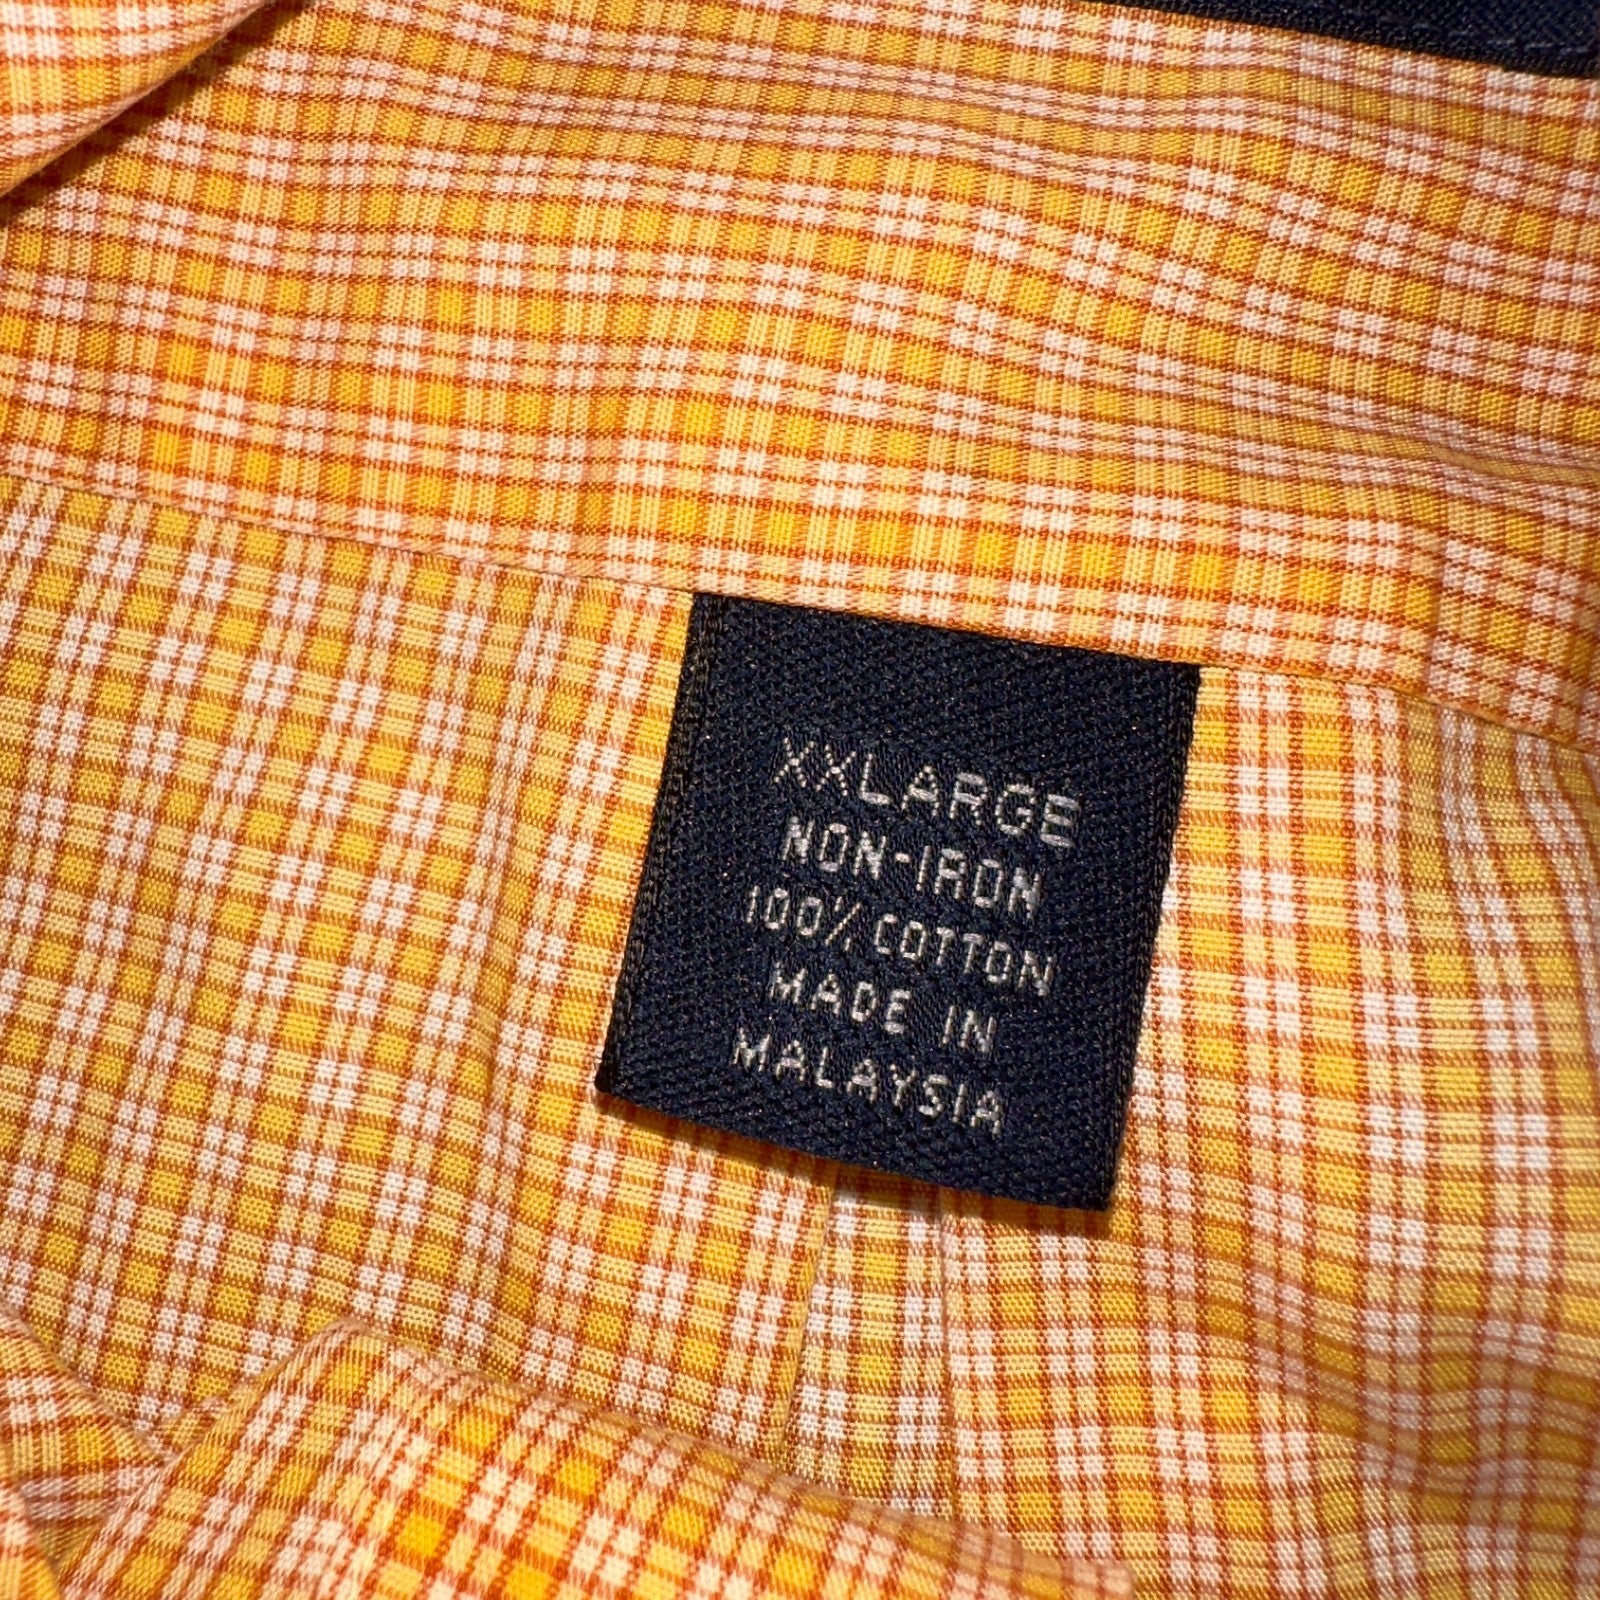 XXLARGE
NON-IRON
100% COTTON
MADE IN
MALAYSIA